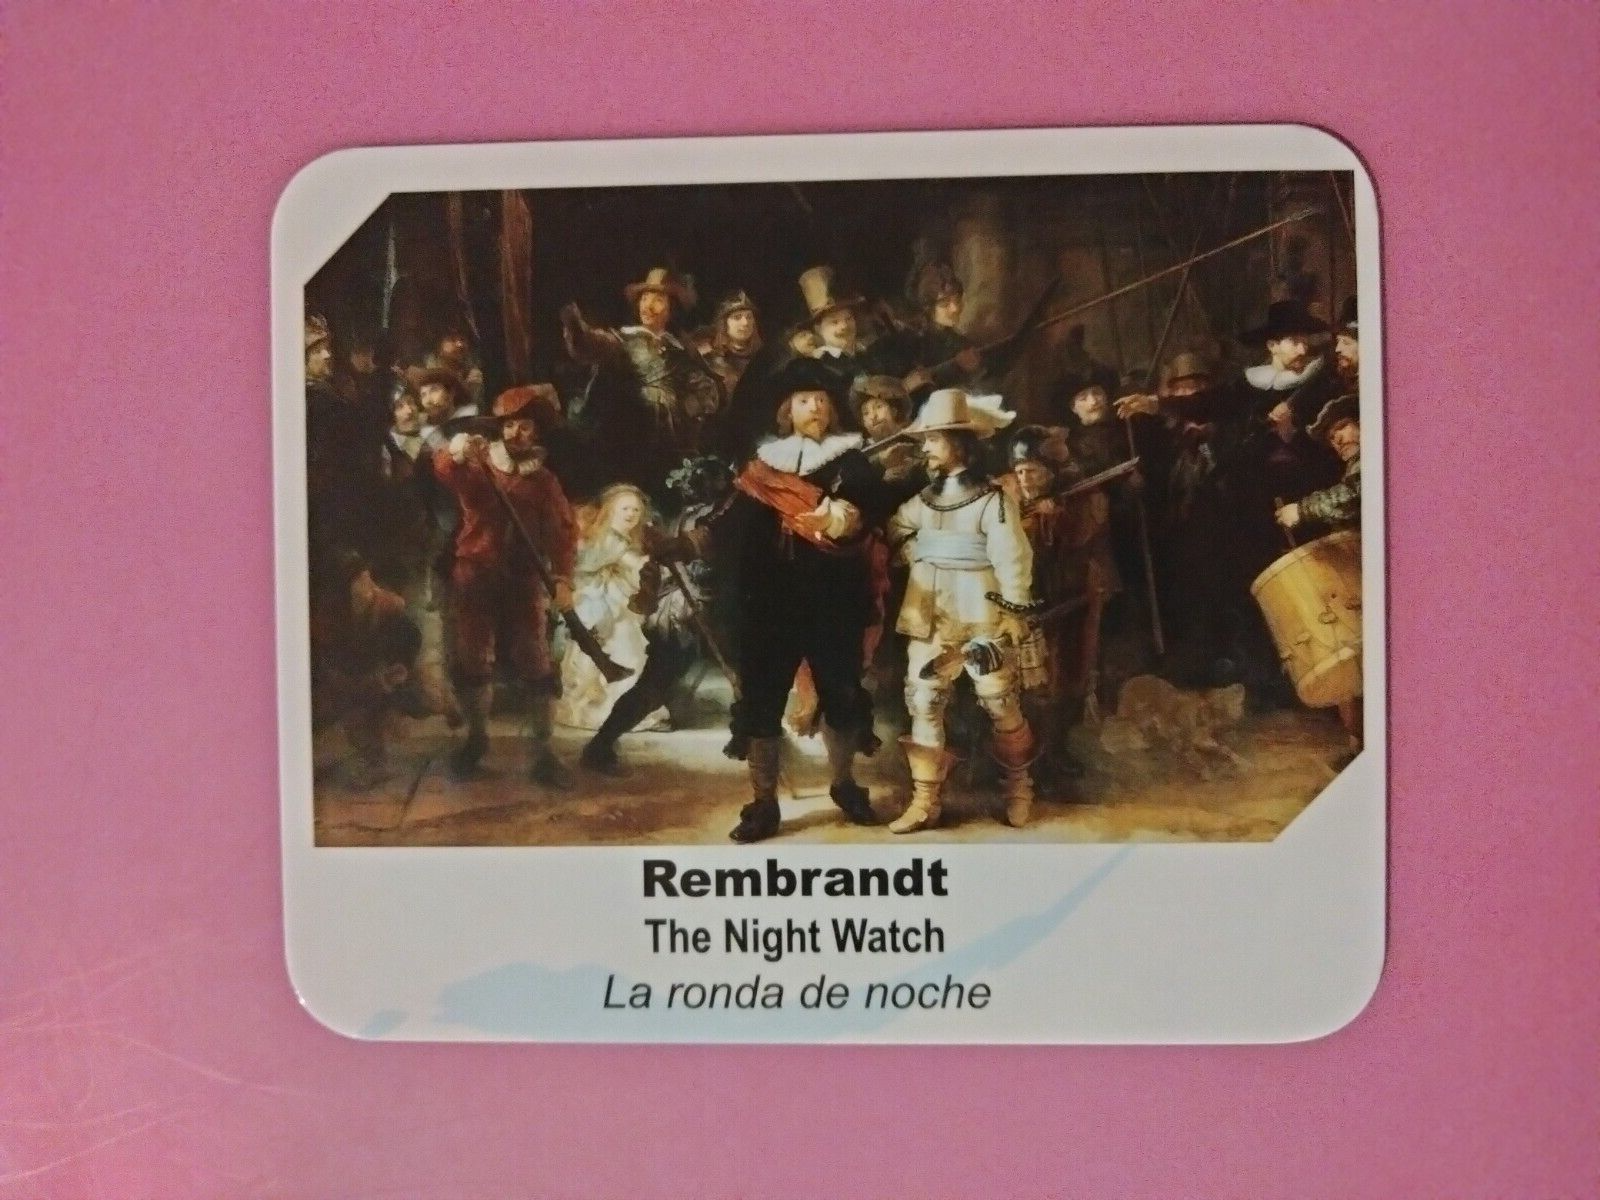 Rembrandt
The Night Watch
La ronda de noche